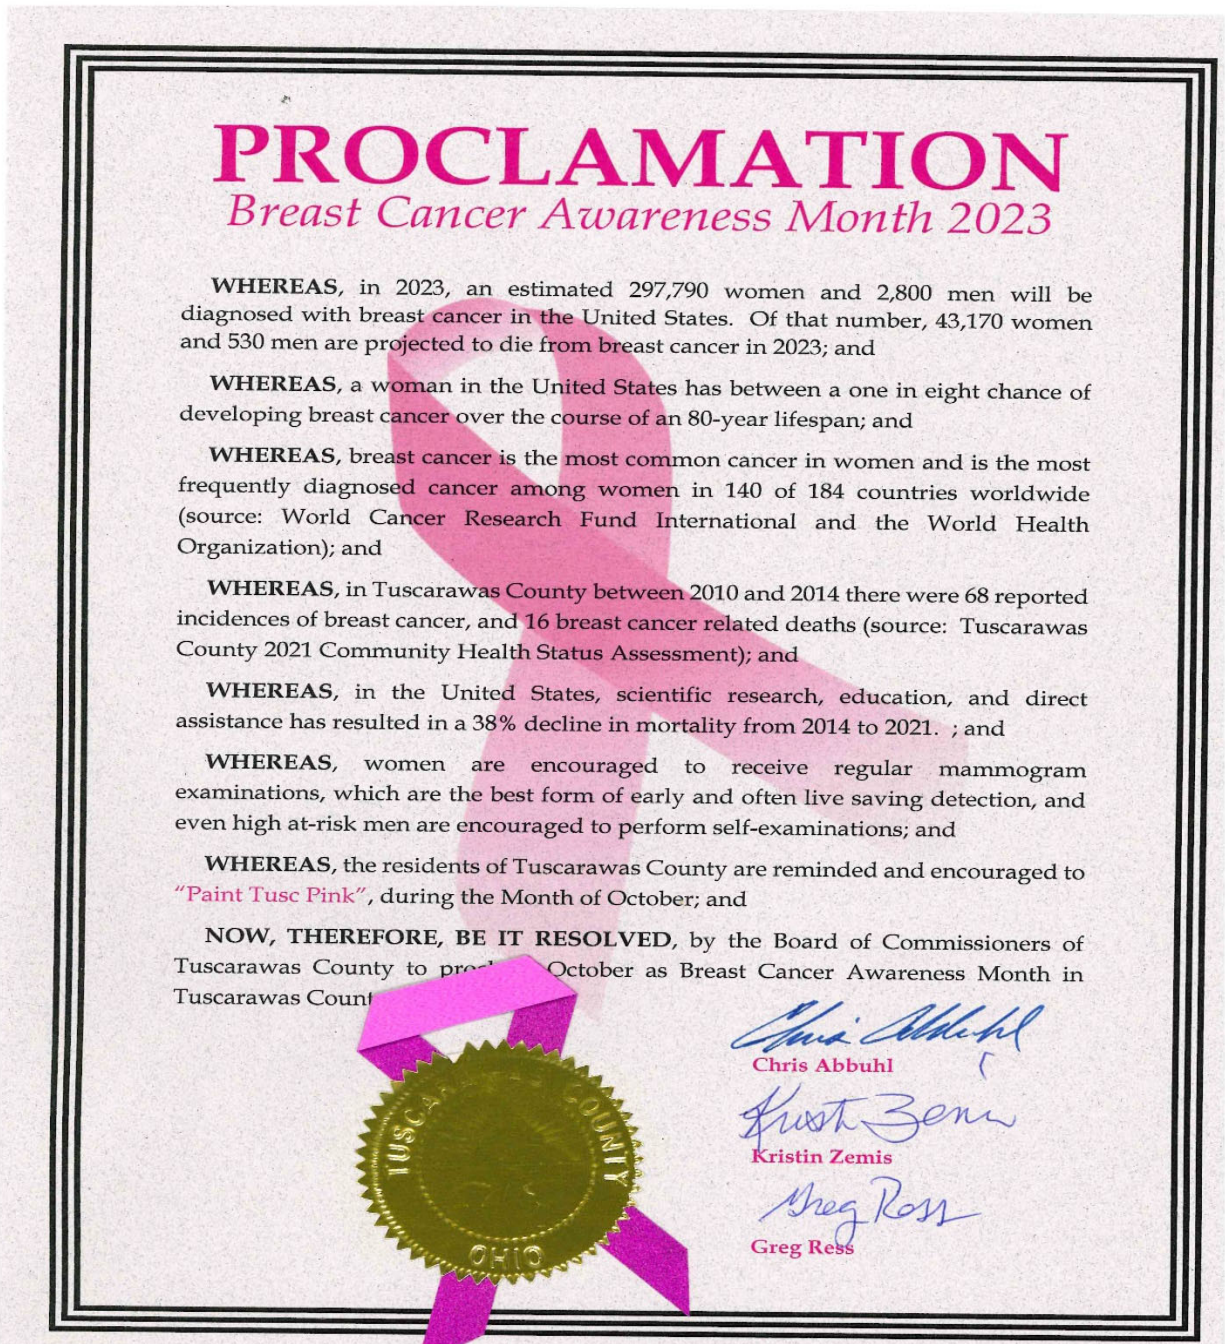 PROCLAMATION
Breast Cancer Awareness Month 2023
WHEREAS, in 2023, an estimated 297,790 women and 2,800 men will be
diagnosed with breast cancer in the United States. Of that number, 43,170 women
and 530 men are projected to die from breast cancer in 2023; and
WHEREAS, a woman in the United States has between a one in eight chance of
developing breast cancer over the course of an 80-year lifespan; and
WHEREAS, breast cancer is the most common cancer in women and is the most
frequently diagnosed cancer among women in 140 of 184 countries worldwide
(source: World Cancer Research Fund International and the World Health
Organization); and
WHEREAS, in Tuscarawas County between 2010 and 2014 there were 68 reported
incidences of breast cancer, and 16 breast cancer related deaths (source: Tuscarawas
County 2021 Community Health Status Assessment); and
WHEREAS, in the United States, scientific research, education, and direct
assistance has resulted in a 38% decline in mortality from 2014 to 2021. ; and
WHEREAS, women are encouraged to receive regular mammogram
examinations, which are the best form of early and often live saving detection, and
even high at-risk men are encouraged to perform self-examinations; and
WHEREAS, the residents of Tuscarawas County are reminded and encouraged to
"Paint Tusc Pink", during the Month of October; and
NOW, THEREFORE, BE IT RESOLVED, by the Board of Commissioners of
Tuscarawas County to October as Breast Cancer Awareness Month in
Tuscarawas
Chris Abbuhl
Chris Abbuhl
Kristin Zemis
Greg Ress
Greg Ress
COUNTY
OHIO